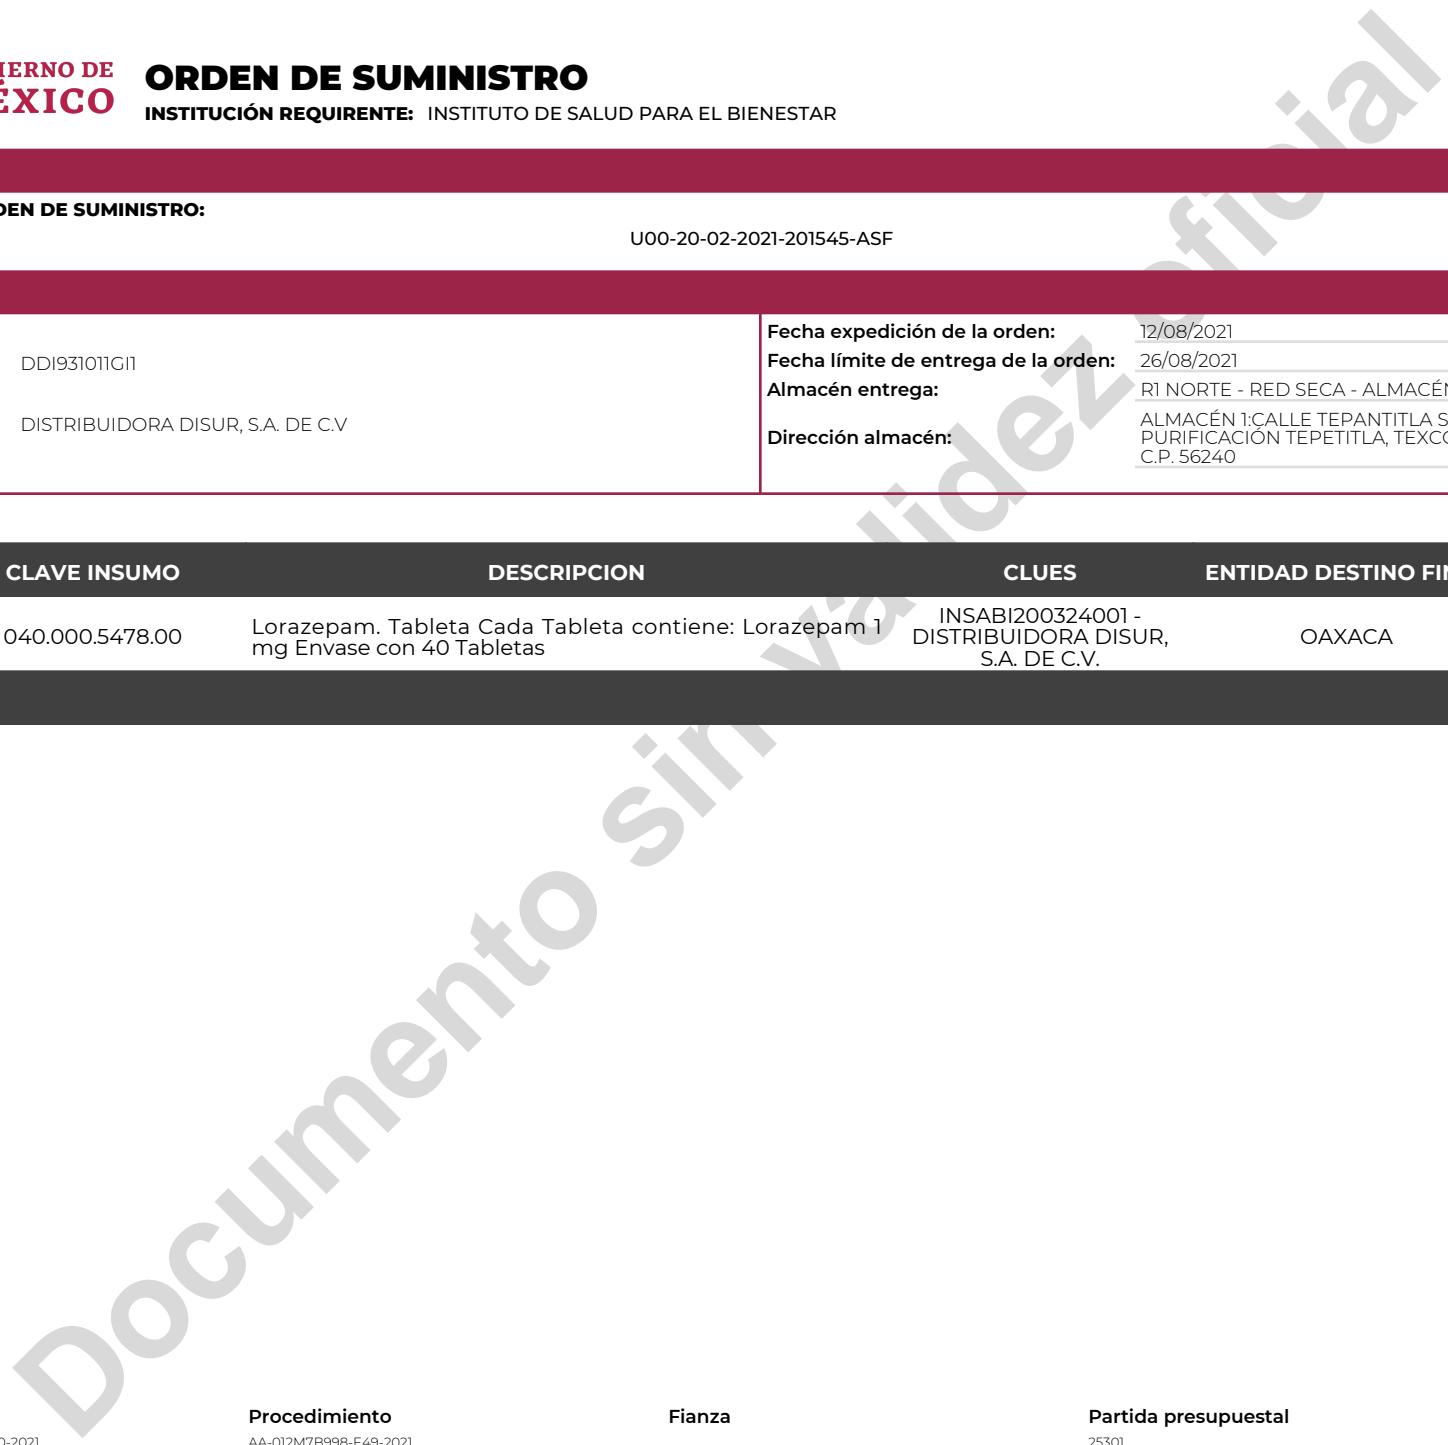 IERNO DE
ÉXICO
ORDEN DE SUMINISTRO
INSTITUCIÓN REQUIRENTE: INSTITUTO DE SALUD PARA EL BIENESTAR
DEN DE SUMINISTRO:
U00-20-02-2021-201545-ASF
DDI931011GI1
DISTRIBUIDORA DISUR, S.A. DE C.V
Fecha expedición de la orden: 12/08/2021
Fecha límite de entrega de la orden: 26/08/2021
Almacén entrega: R1 NORTE - RED SECA - ALMACÉN
Dirección almacén:
ALMACÉN 1:CALLE TEPANTITLA S
PURIFICACIÓN TEPETITLA, TEXCO
C.P. 56240
CLAVE INSUMO DESCRIPCION CLUES ENTIDAD DESTINO FIN
040.000.5478.00
Lorazepam. Tableta Cada Tableta contiene: Lorazepam 1
mg Envase con 40 Tabletas
INSABI200324001 -
DISTRIBUIDORA DISUR,
S.A. DE C.V.
OAXACA
Documento sin validez oficial
Procedimiento Fianza Partida presupuestal
0-2021 AA-012M7B998-E49-2021 25301